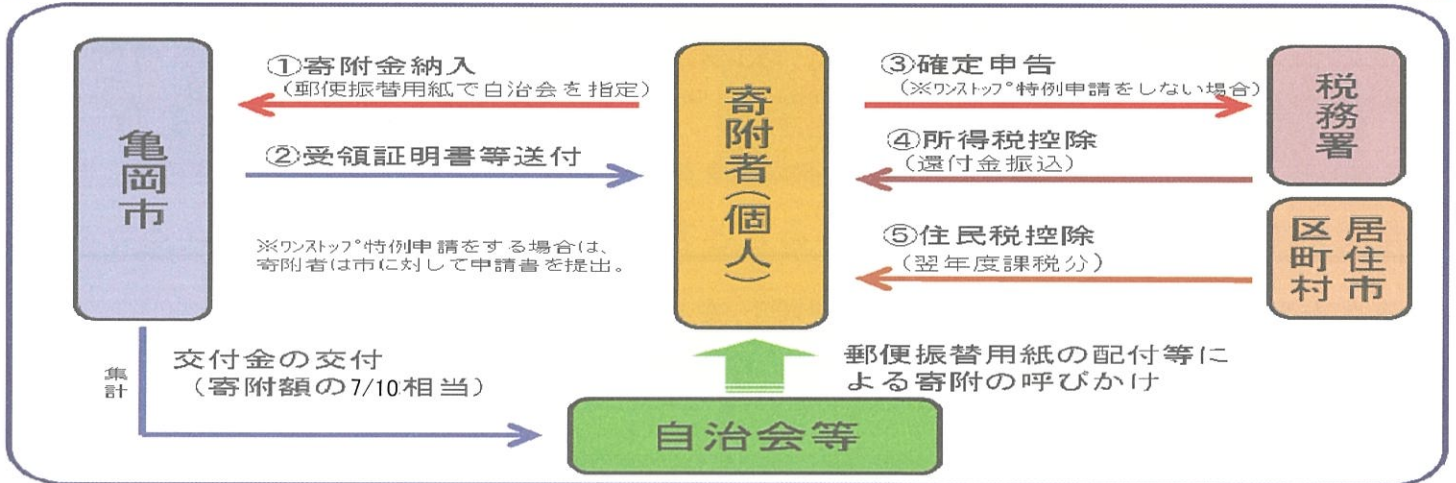 亀岡市
①寄附金納入
(郵便振替用紙で自治会を指定)
②受領証明書等送付
※ワンストップ特例申請をする場合は、
寄附者は市に対して申請書を提出。
寄附者(個人)
③確定申告
(※ワンストップ特例申請をしない場合)
④所得税控除
(還付金振込)
⑤住民税控除
(翌年度課税分)
税務署
居住市
区町村
集計
交付金の交付
(寄附額の7/10相当)
郵便振替用紙の配付等に
よる寄附の呼びかけ
自治会等